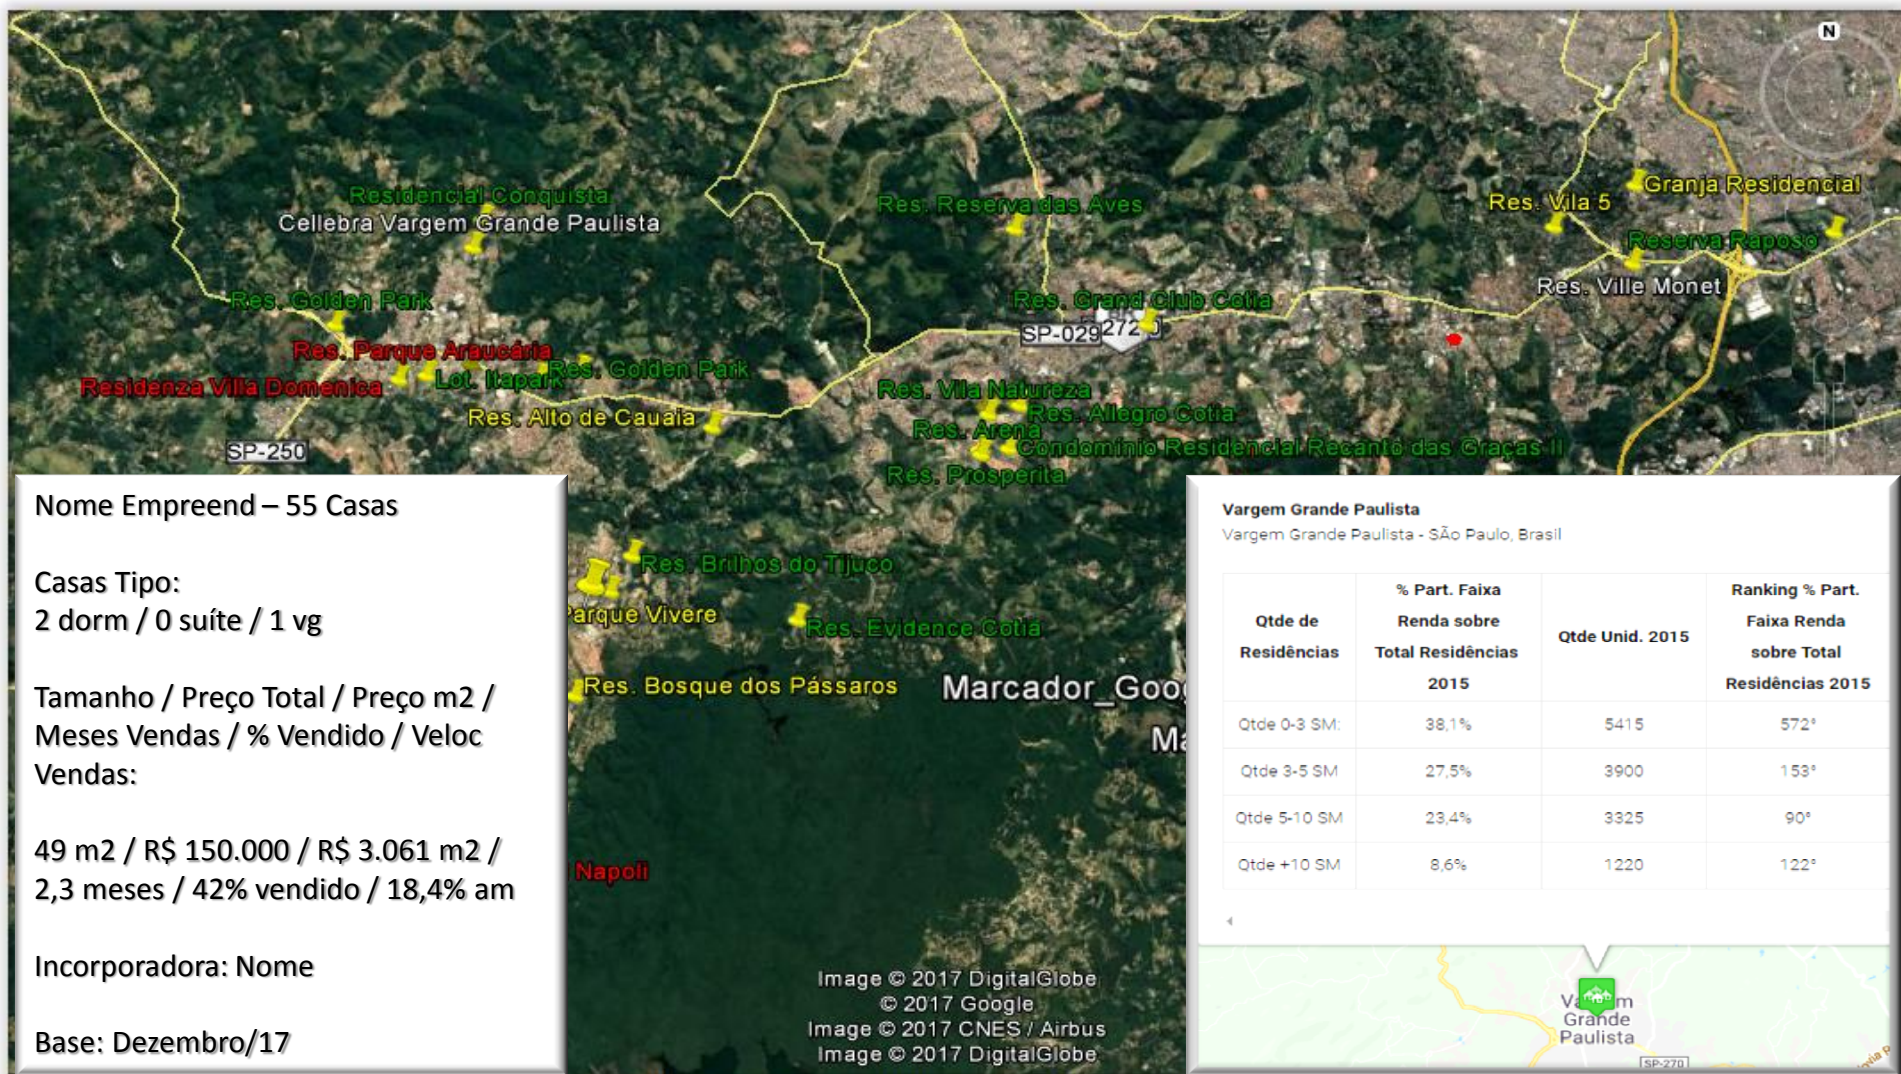 N
Residencial Conquista
Cellebra Vargem Grande Paulista
Res. Reserva das Aves
Granja Residencial
Res. Vila 5
Reserva Raposo
Res. Ville Monet
Res. Golden Park
Res. Grand Club Cotia
SP-029
272
Res. Parque Araucária
Residenza Villa Domenica
Lot. Itapark
Res. Golden Park
Res. Alto de Cauaia
Res. Vila Natureza
Res. Allegro Cotia
Res. Arena
Condomínio Residencial Recanto das Graças II
Res. Prosperita
SP-250
Res. Brilhos do Tijuco
Parque Vivere
Res. Evidence Cotia
Res. Bosque dos Pássaros
Marcador_Goo
Ma
Napoli
Image © 2017 DigitalGlobe
© 2017 Google
Image © 2017 CNES / Airbus
Image © 2017 DigitalGlobe
Nome Empreend – 55 Casas
Casas Tipo:
2 dorm / 0 suíte / 1 vg
Tamanho / Preço Total / Preço m2 /
Meses Vendas / % Vendido / Veloc
Vendas:
49 m2 / R$ 150.000 / R$ 3.061 m2 /
2,3 meses / 42% vendido / 18,4% am
Incorporadora: Nome
Base: Dezembro/17
Vargem Grande Paulista
Vargem Grande Paulista - SÃo Paulo, Brasil
Qtde de Residências | % Part. Faixa Renda sobre Total Residências 2015 | Qtde Unid. 2015 | Ranking % Part. Faixa Renda sobre Total Residências 2015
Qtde 0-3 SM: 38,1% 5415 572°
Qtde 3-5 SM 27,5% 3900 153°
Qtde 5-10 SM 23,4% 3325 90°
Qtde +10 SM 8,6% 1220 122°
Grande
Paulista
SP-270